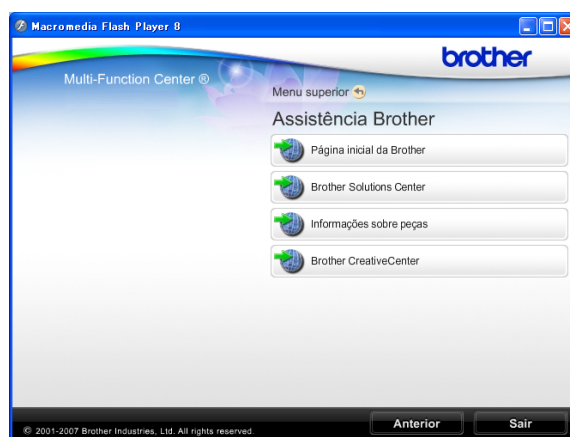 Macromedia Flash Player 8
brother
Multi-Function Center ®
Menu superior
Assistência Brother
Página inicial da Brother
Brother Solutions Center
Informações sobre peças
Brother CreativeCenter
Anterior
Sair
© 2001-2007 Brother Industries, Ltd. All rights reserved.